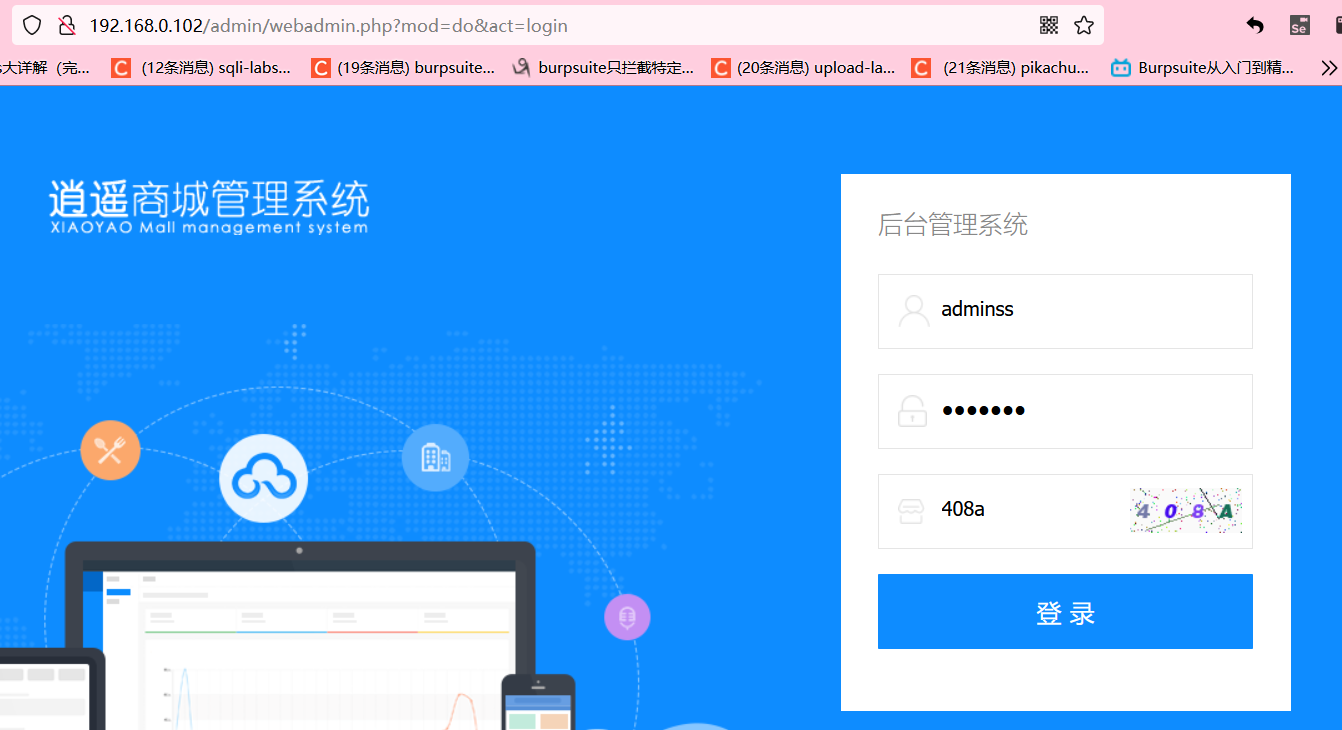 192.168.0.102/admin/webadmin.php?mod=do&act=login
Se
s大详解（完...
C (12条消息) sqli-labs...
C (19条消息) burpsuite...
burpsuite只拦截特定...
C (20条消息) upload-la...
C (21条消息) pikachu...
Burpsuite从入门到精...
逍遥商城管理系统
XIAOYAO Mall management system
后台管理系统
adminss
•••••••
408a
408A
登 录